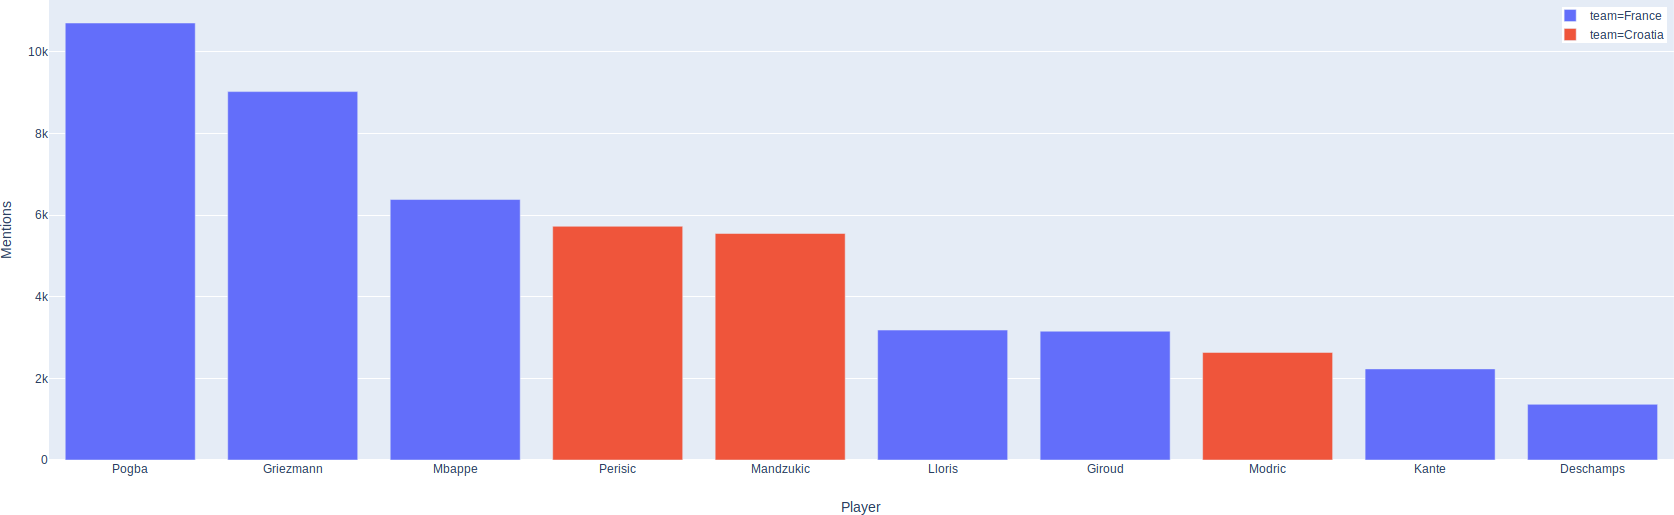 team=France
team=Croatia
10k
8k
6k
4k
2k
0
Mentions
Pogba Griezmann Mbappe Perisic Mandzukic Lloris Giroud Modric Kante Deschamps
Player